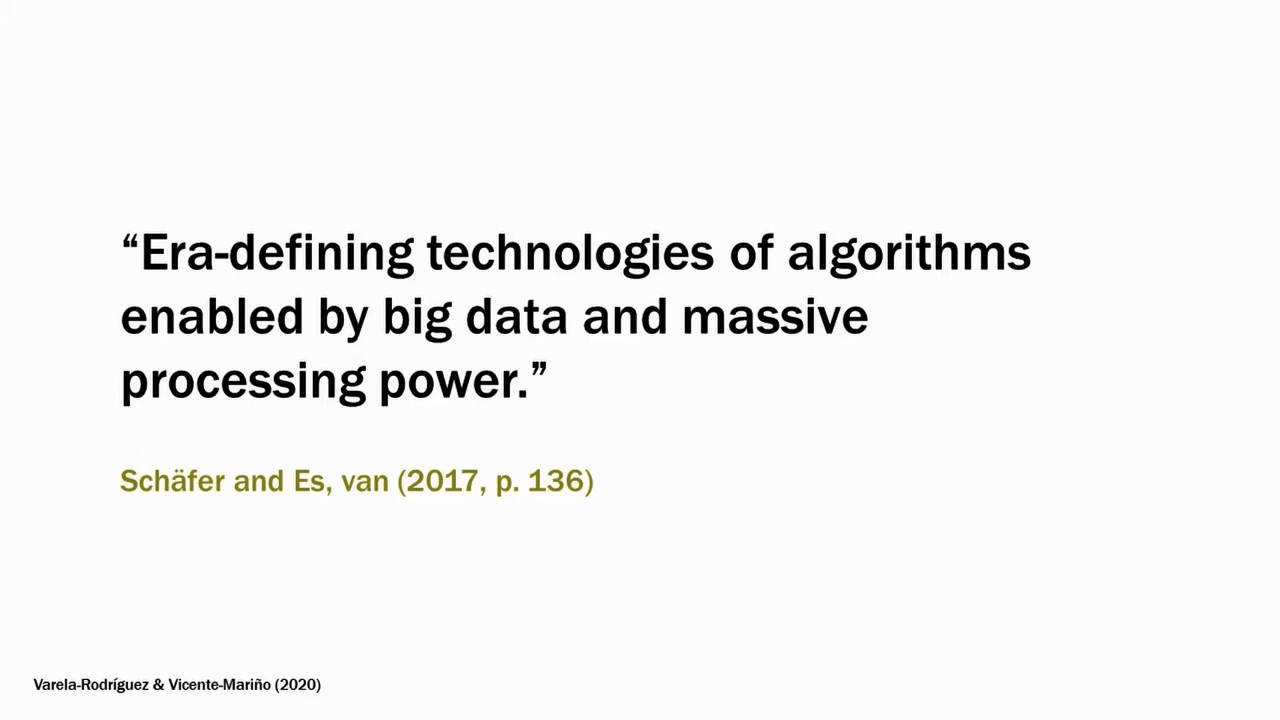 “Era-defining technologies of algorithms
enabled by big data and massive
processing power.”
Schäfer and Es, van (2017, p. 136)
Varela-Rodríguez & Vicente-Mariño (2020)